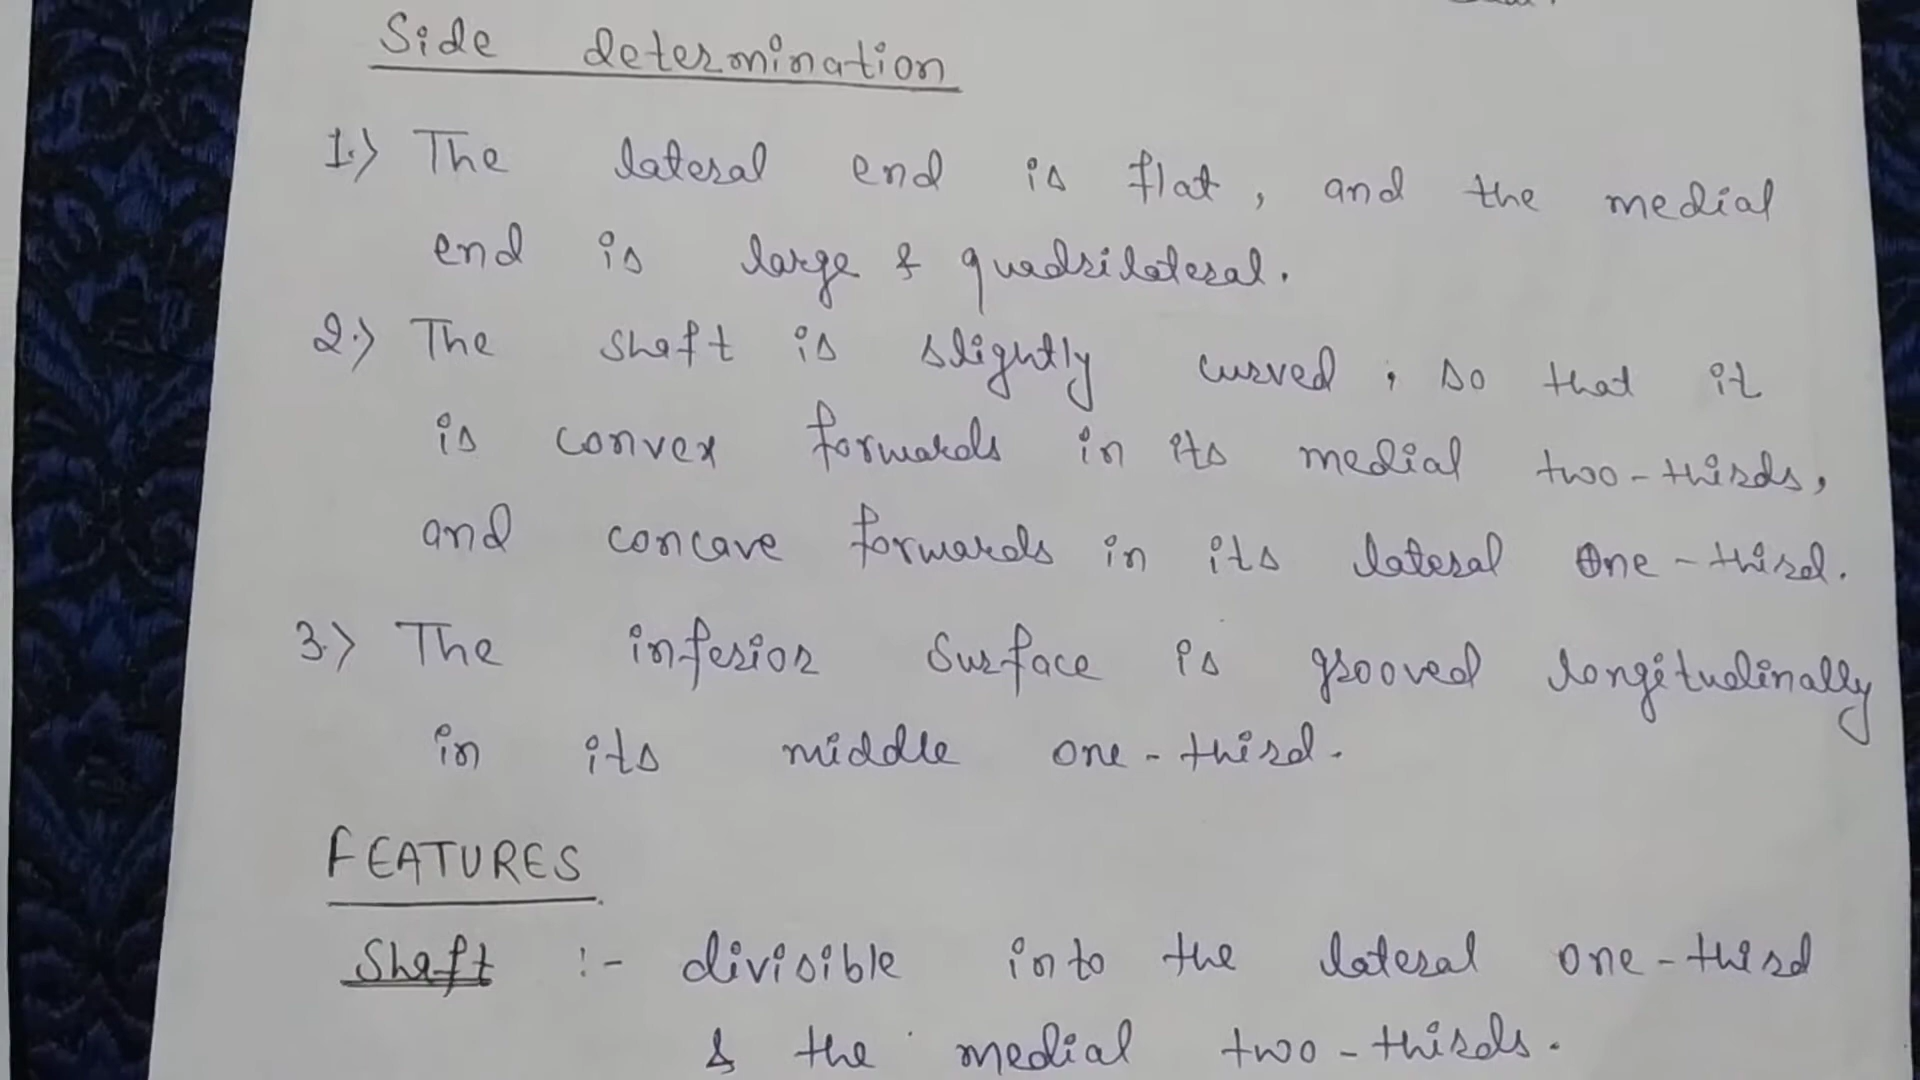 Side determination
1.) The lateral end is flat, and the medial
end is large & quadrilateral.
2.) The shaft is slightly curved, so that it
is convex forwards in its medial two-thirds,
and concave forwards in its lateral one-third.
3.) The inferior surface is grooved longitudinally
in its middle one-third.
FEATURES
Shaft :- divisible into the lateral one-third
& the medial two-thirds.